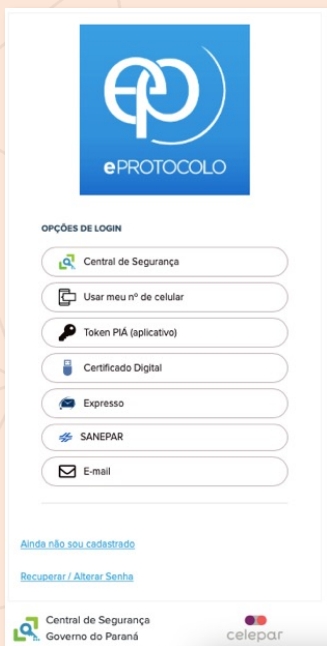 ep
ePROTOCOLO
OPÇÕES DE LOGIN
Central de Segurança
Usar meu nº de celular
Token PIÁ (aplicativo)
Certificado Digital
Expresso
SANEPAR
E-mail
Ainda não sou cadastrado
Recuperar / Alterar Senha
Central de Segurança
Governo do Paraná
celepar